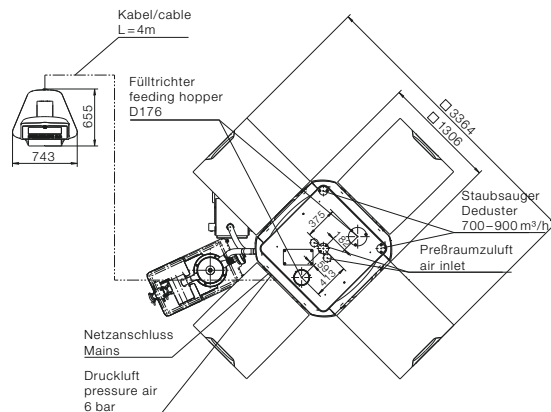 Kabel/cable
L=4m
Fülltrichter
feeding hopper
D176
655
743
□ 3364
□ 1306
Staubsauger
Deduster
700–900 m³/h
Preßraumzuluft
air inlet
375
413
Netzanschluss
Mains
Druckluft
pressure air
6 bar